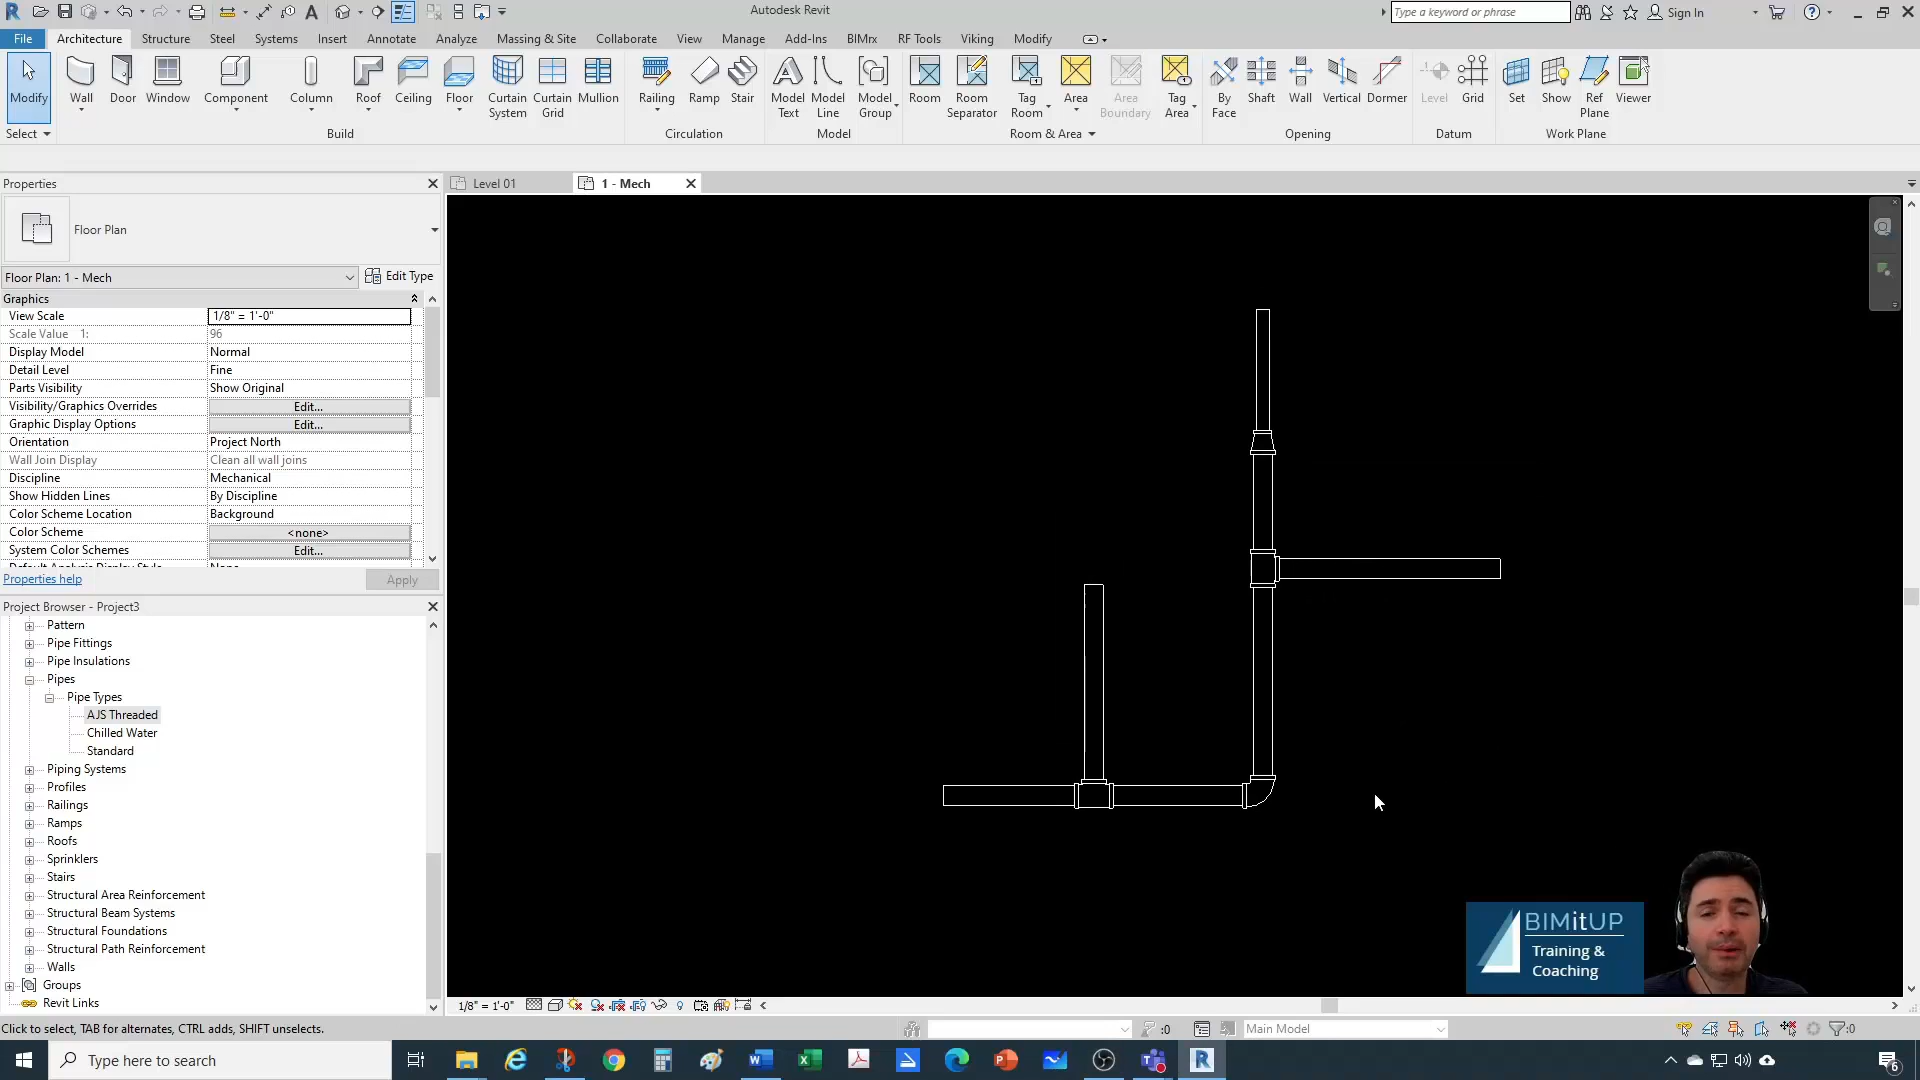 Autodesk Revit
Type a keyword or phrase
Sign In
File Architecture Structure Steel Systems Insert Annotate Analyze Massing & Site Collaborate View Manage Add-Ins BIMrx RF Tools Viking Modify
Modify Wall Door Window Component Column Roof Ceiling Floor Curtain System Curtain Grid Mullion Railing Ramp Stair Model Text Model Line Model Group Room Room Separator Tag Room Area Area Boundary Tag Area By Face Shaft Wall Vertical Dormer Level Grid Set Show Ref Plane Viewer
Select Build Circulation Model Room & Area Opening Datum Work Plane
Properties
Level 01
1 - Mech
Floor Plan
Floor Plan: 1 - Mech
Edit Type
Graphics
View Scale 1/8" = 1'-0"
Scale Value 1: 96
Display Model Normal
Detail Level Fine
Parts Visibility Show Original
Visibility/Graphics Overrides Edit...
Graphic Display Options Edit...
Orientation Project North
Wall Join Display Clean all wall joins
Discipline Mechanical
Show Hidden Lines By Discipline
Color Scheme Location Background
Color Scheme <none>
System Color Schemes Edit...
Properties help
Apply
Project Browser - Project3
Pattern
Pipe Fittings
Pipe Insulations
Pipes
Pipe Types
AJS Threaded
Chilled Water
Standard
Piping Systems
Profiles
Railings
Ramps
Roofs
Sprinklers
Stairs
Structural Area Reinforcement
Structural Beam Systems
Structural Foundations
Structural Path Reinforcement
Walls
Groups
Revit Links
BIMitUP
Training &
Coaching
1/8" = 1'-0"
Click to select, TAB for alternates, CTRL adds, SHIFT unselects.
:0
Main Model
:0
Type here to search
6